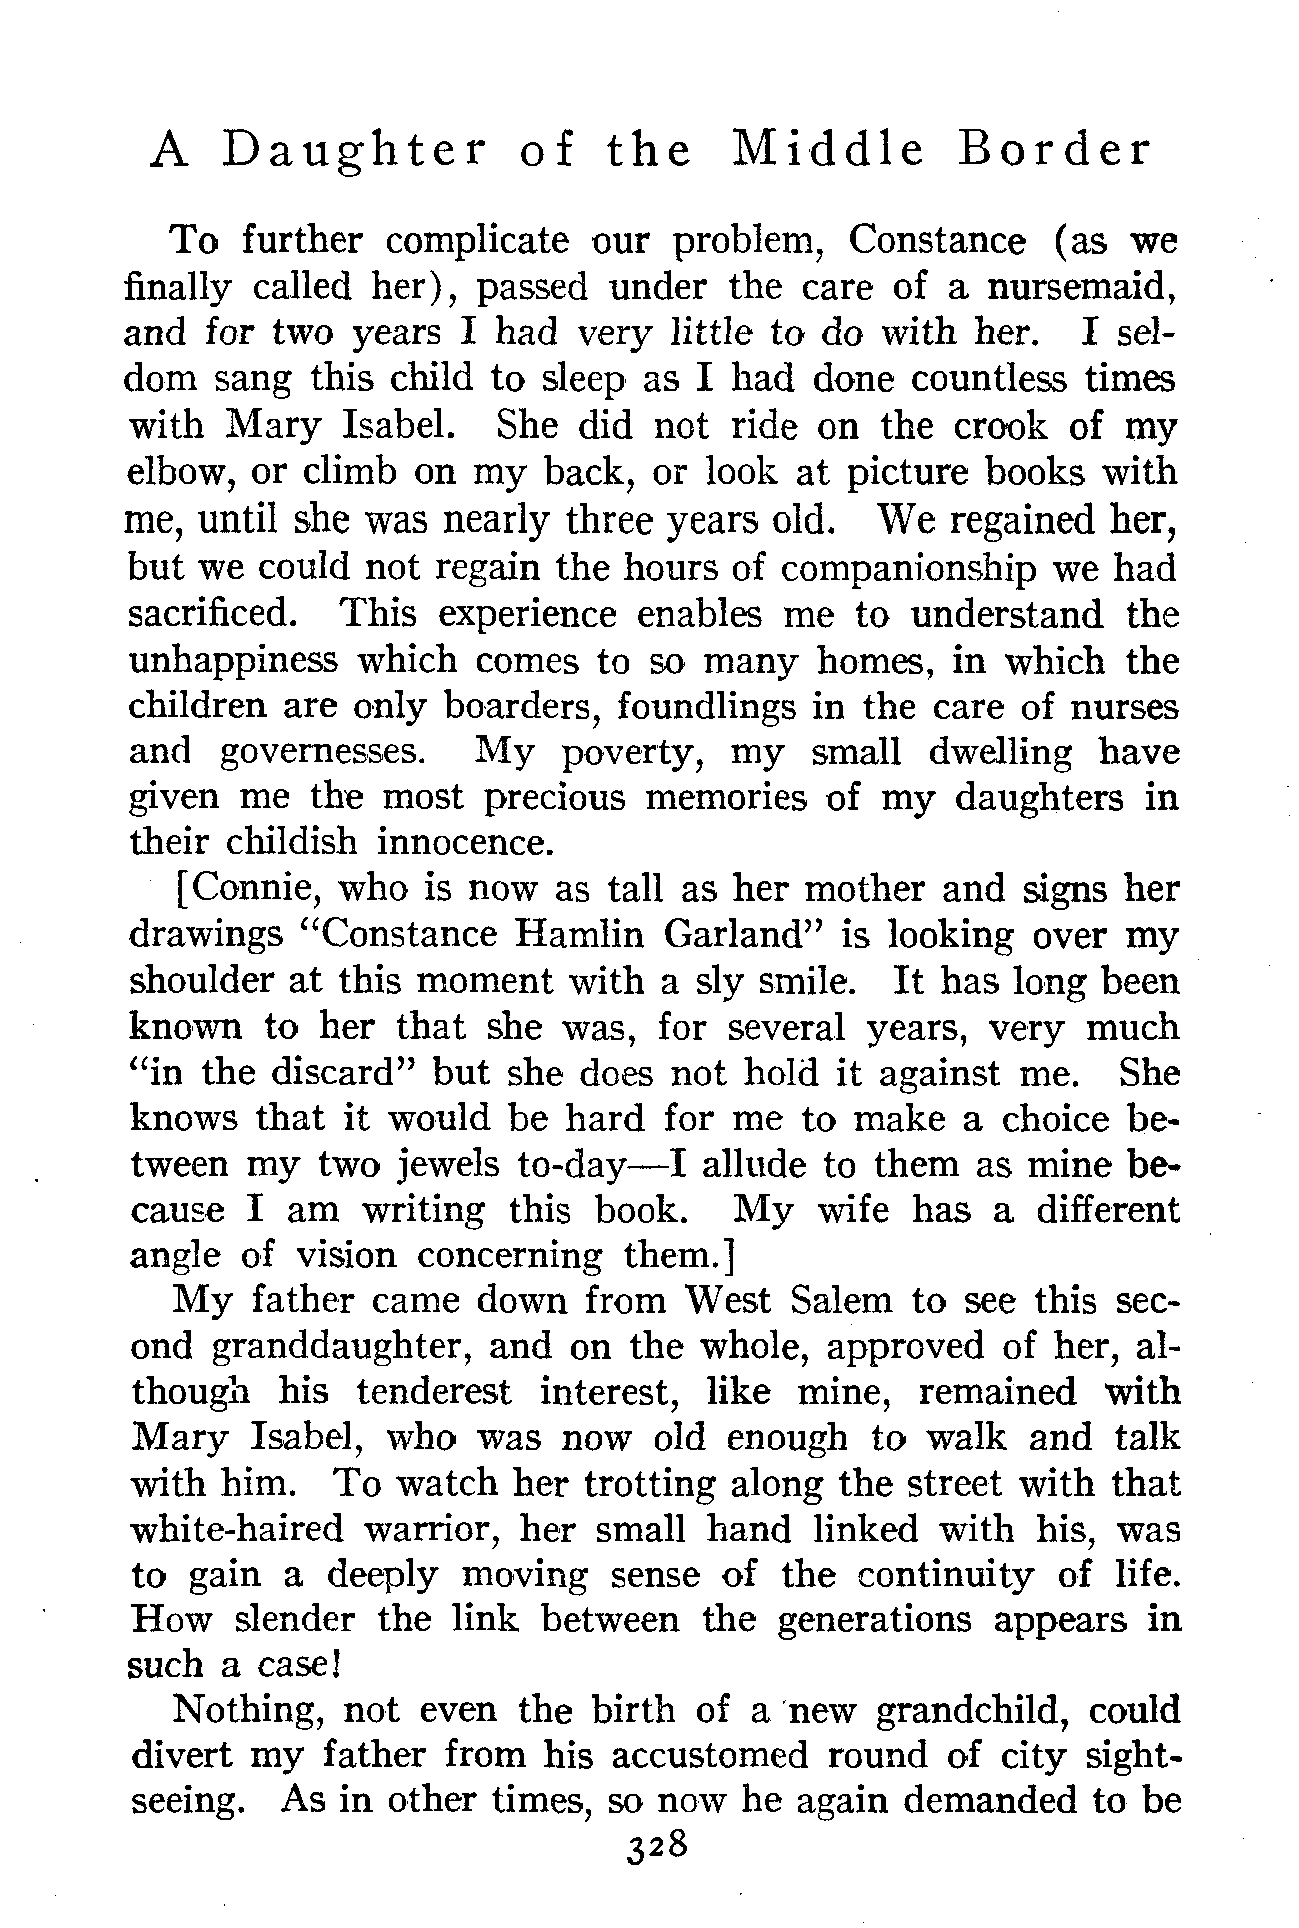 A Daughter of the Middle Border
To further complicate our problem, Constance (as we
finally called her), passed under the care of a nursemaid,
and for two years I had very little to do with her. I sel-
dom sang this child to sleep as I had done countless times
with Mary Isabel. She did not ride on the crook of my
elbow, or climb on my back, or look at picture books with
me, until she was nearly three years old. We regained her,
but we could not regain the hours of companionship we had
sacrificed. This experience enables me to understand the
unhappiness which comes to so many homes, in which the
children are only boarders, foundlings in the care of nurses
and governesses. My poverty, my small dwelling have
given me the most precious memories of my daughters in
their childish innocence.
[Connie, who is now as tall as her mother and signs her
drawings “Constance Hamlin Garland” is looking over my
shoulder at this moment with a sly smile. It has long been
known to her that she was, for several years, very much
“in the discard” but she does not hold it against me. She
knows that it would be hard for me to make a choice be-
tween my two jewels to-day—I allude to them as mine be-
cause I am writing this book. My wife has a different
angle of vision concerning them.]
My father came down from West Salem to see this sec-
ond granddaughter, and on the whole, approved of her, al-
though his tenderest interest, like mine, remained with
Mary Isabel, who was now old enough to walk and talk
with him. To watch her trotting along the street with that
white-haired warrior, her small hand linked with his, was
to gain a deeply moving sense of the continuity of life.
How slender the link between the generations appears in
such a case!
Nothing, not even the birth of a new grandchild, could
divert my father from his accustomed round of city sight-
seeing. As in other times, so now he again demanded to be
328